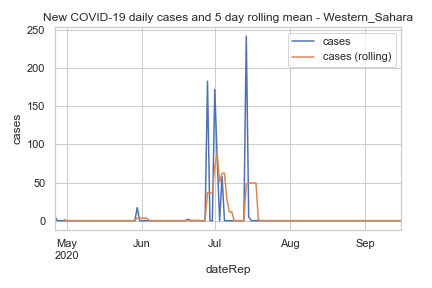 New COVID-19 daily cases and 5 day rolling mean - Western_Sahara
cases
cases (rolling)
250
200
150
100
50
0
cases
May
2020
Jun
Jul
Aug
Sep
dateRep